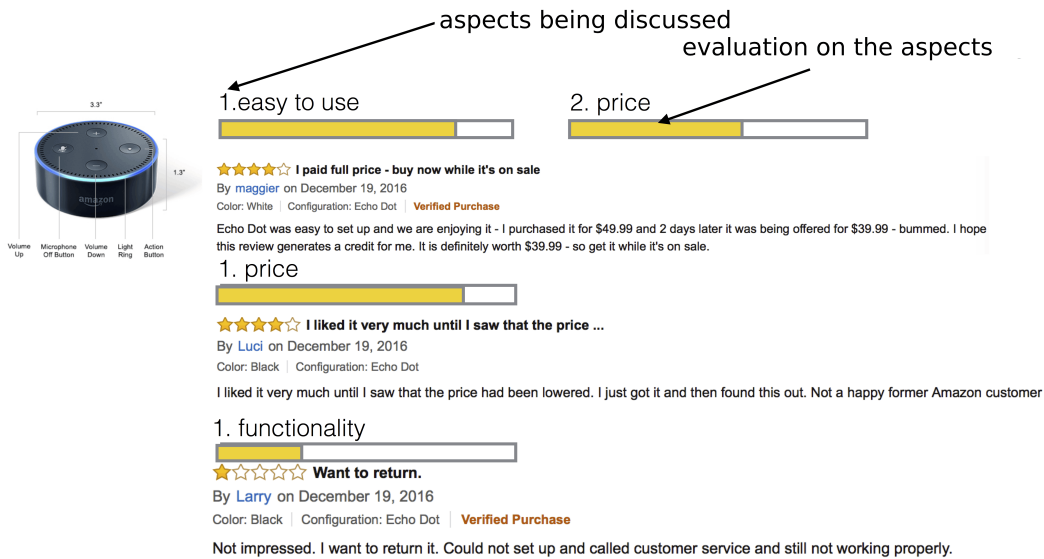 aspects being discussed
evaluation on the aspects
1.easy to use
2. price
3.3"
1.3"
amazon
Volume Up
Microphone Off Button
Volume Down
Light Ring
Action Button
I paid full price - buy now while it's on sale
By maggier on December 19, 2016
Color: White | Configuration: Echo Dot | Verified Purchase
Echo Dot was easy to set up and we are enjoying it - I purchased it for $49.99 and 2 days later it was being offered for $39.99 - bummed. I hope
this review generates a credit for me. It is definitely worth $39.99 - so get it while it's on sale.
1. price
I liked it very much until I saw that the price ...
By Luci on December 19, 2016
Color: Black | Configuration: Echo Dot
I liked it very much until I saw that the price had been lowered. I just got it and then found this out. Not a happy former Amazon customer
1. functionality
Want to return.
By Larry on December 19, 2016
Color: Black | Configuration: Echo Dot | Verified Purchase
Not impressed. I want to return it. Could not set up and called customer service and still not working properly.